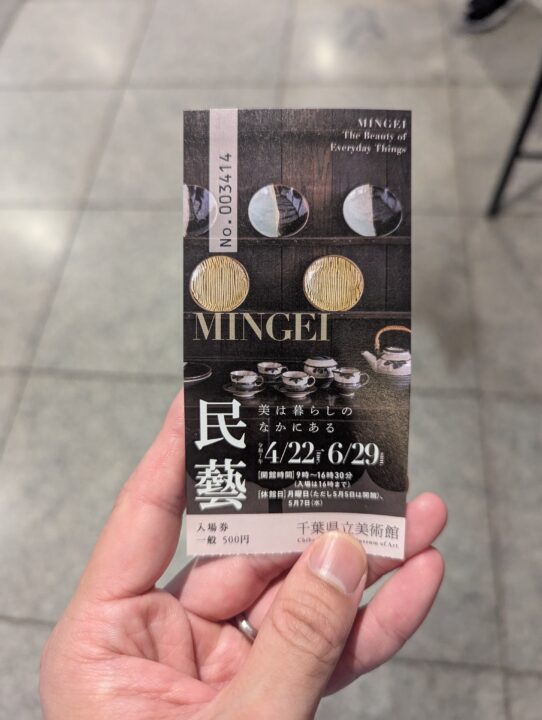 No.003414
MINGEI
The Beauty of
Everyday Things
MINGEI
民藝
美は暮らしの
なかにある
4/22 6/29
[開館時間] 9時〜16時30分
(入場は16時まで)
[休館日] 月曜日(ただし5月5日は開館)、
5月7日(水)
入場券
一般 500円
千葉県立美術館
Museum of Art